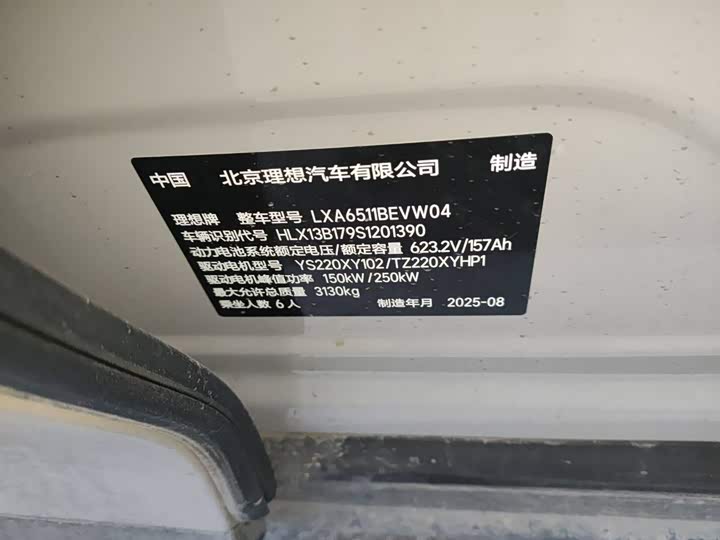 中国 北京理想汽车有限公司 制造
理想牌 整车型号 LXA6511BEVW04
车辆识别代号 HLX13B179S1201390
动力电池系统额定电压/额定容量 623.2V/157Ah
驱动电机型号 YS220XY102/TZ220XYHP1
驱动电机峰值功率 150kW/250kW
最大允许总质量 3130kg
乘坐人数 6人 制造年月 2025-08